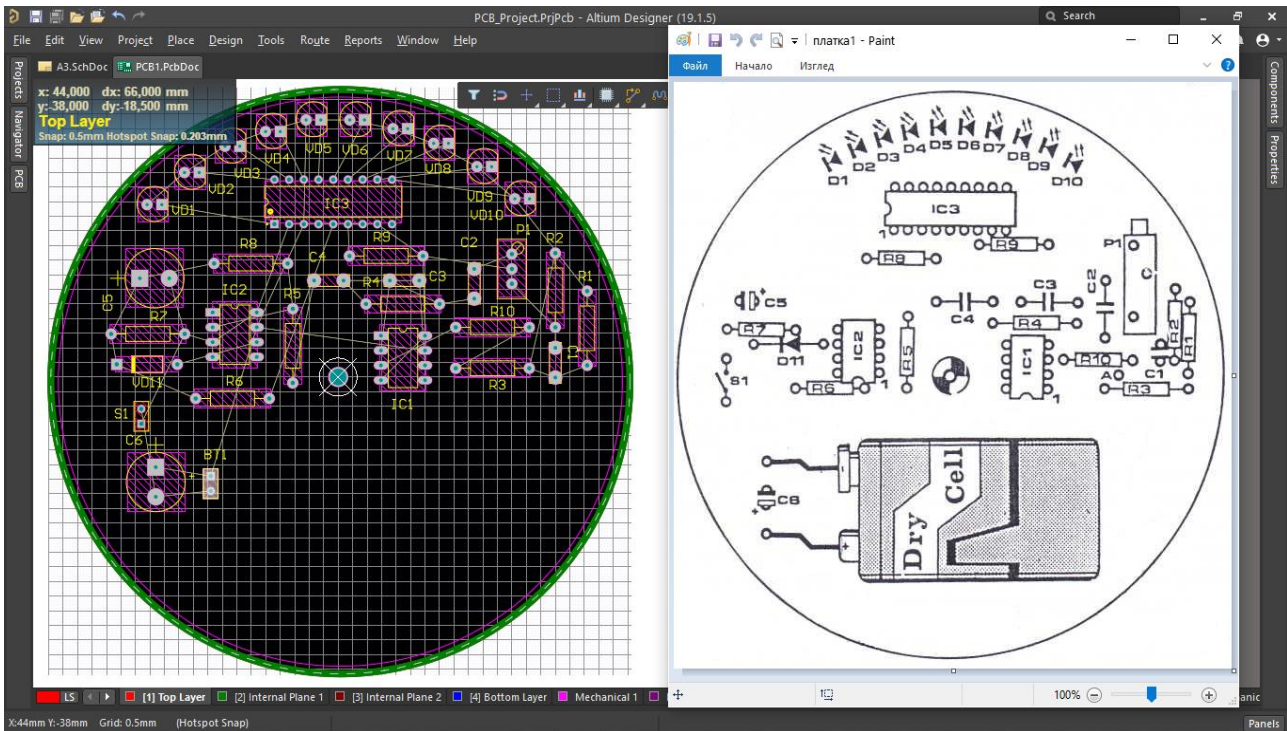 PCB_Project.PrjPcb - Altium Designer (19.1.5)
Search
File Edit View Project Place Design Tools Route Reports Window Help
A3.SchDoc PCB1.PcbDoc
Projects
Navigator
PCB
x: 44,000 dx: 66,000 mm
y:-38,000 dy:-18,500 mm
Top Layer
Snap: 0.5mm Hotspot Snap: 0.203mm
VD1
VD2
VD3
VD4
VD5
VD6
VD7
VD8
VD9
VD10
IC3
R8
R9
C4
C2
P1
R2
C5
IC2
R5
R4
C3
R1
R7
R10
C1
VD11
R6
R3
IC1
S1
C6
BT1
+
платка1 - Paint
Файл Начало Изглед
D1
D2
D3
D4
D5
D6
D7
D8
D9
D10
IC3
1
R9
R8
P1
C3
C2
C5
C4
R4
R2
R7
D11
IC2
R5
IC1
R10
A
C1
R1
S1
R6
1
1
R3
C6
Dry Cell
+
100%
LS [1] Top Layer [2] Internal Plane 1 [3] Internal Plane 2 [4] Bottom Layer Mechanical 1
X:44mm Y:-38mm Grid: 0.5mm (Hotspot Snap)
Components
Properties
Panels